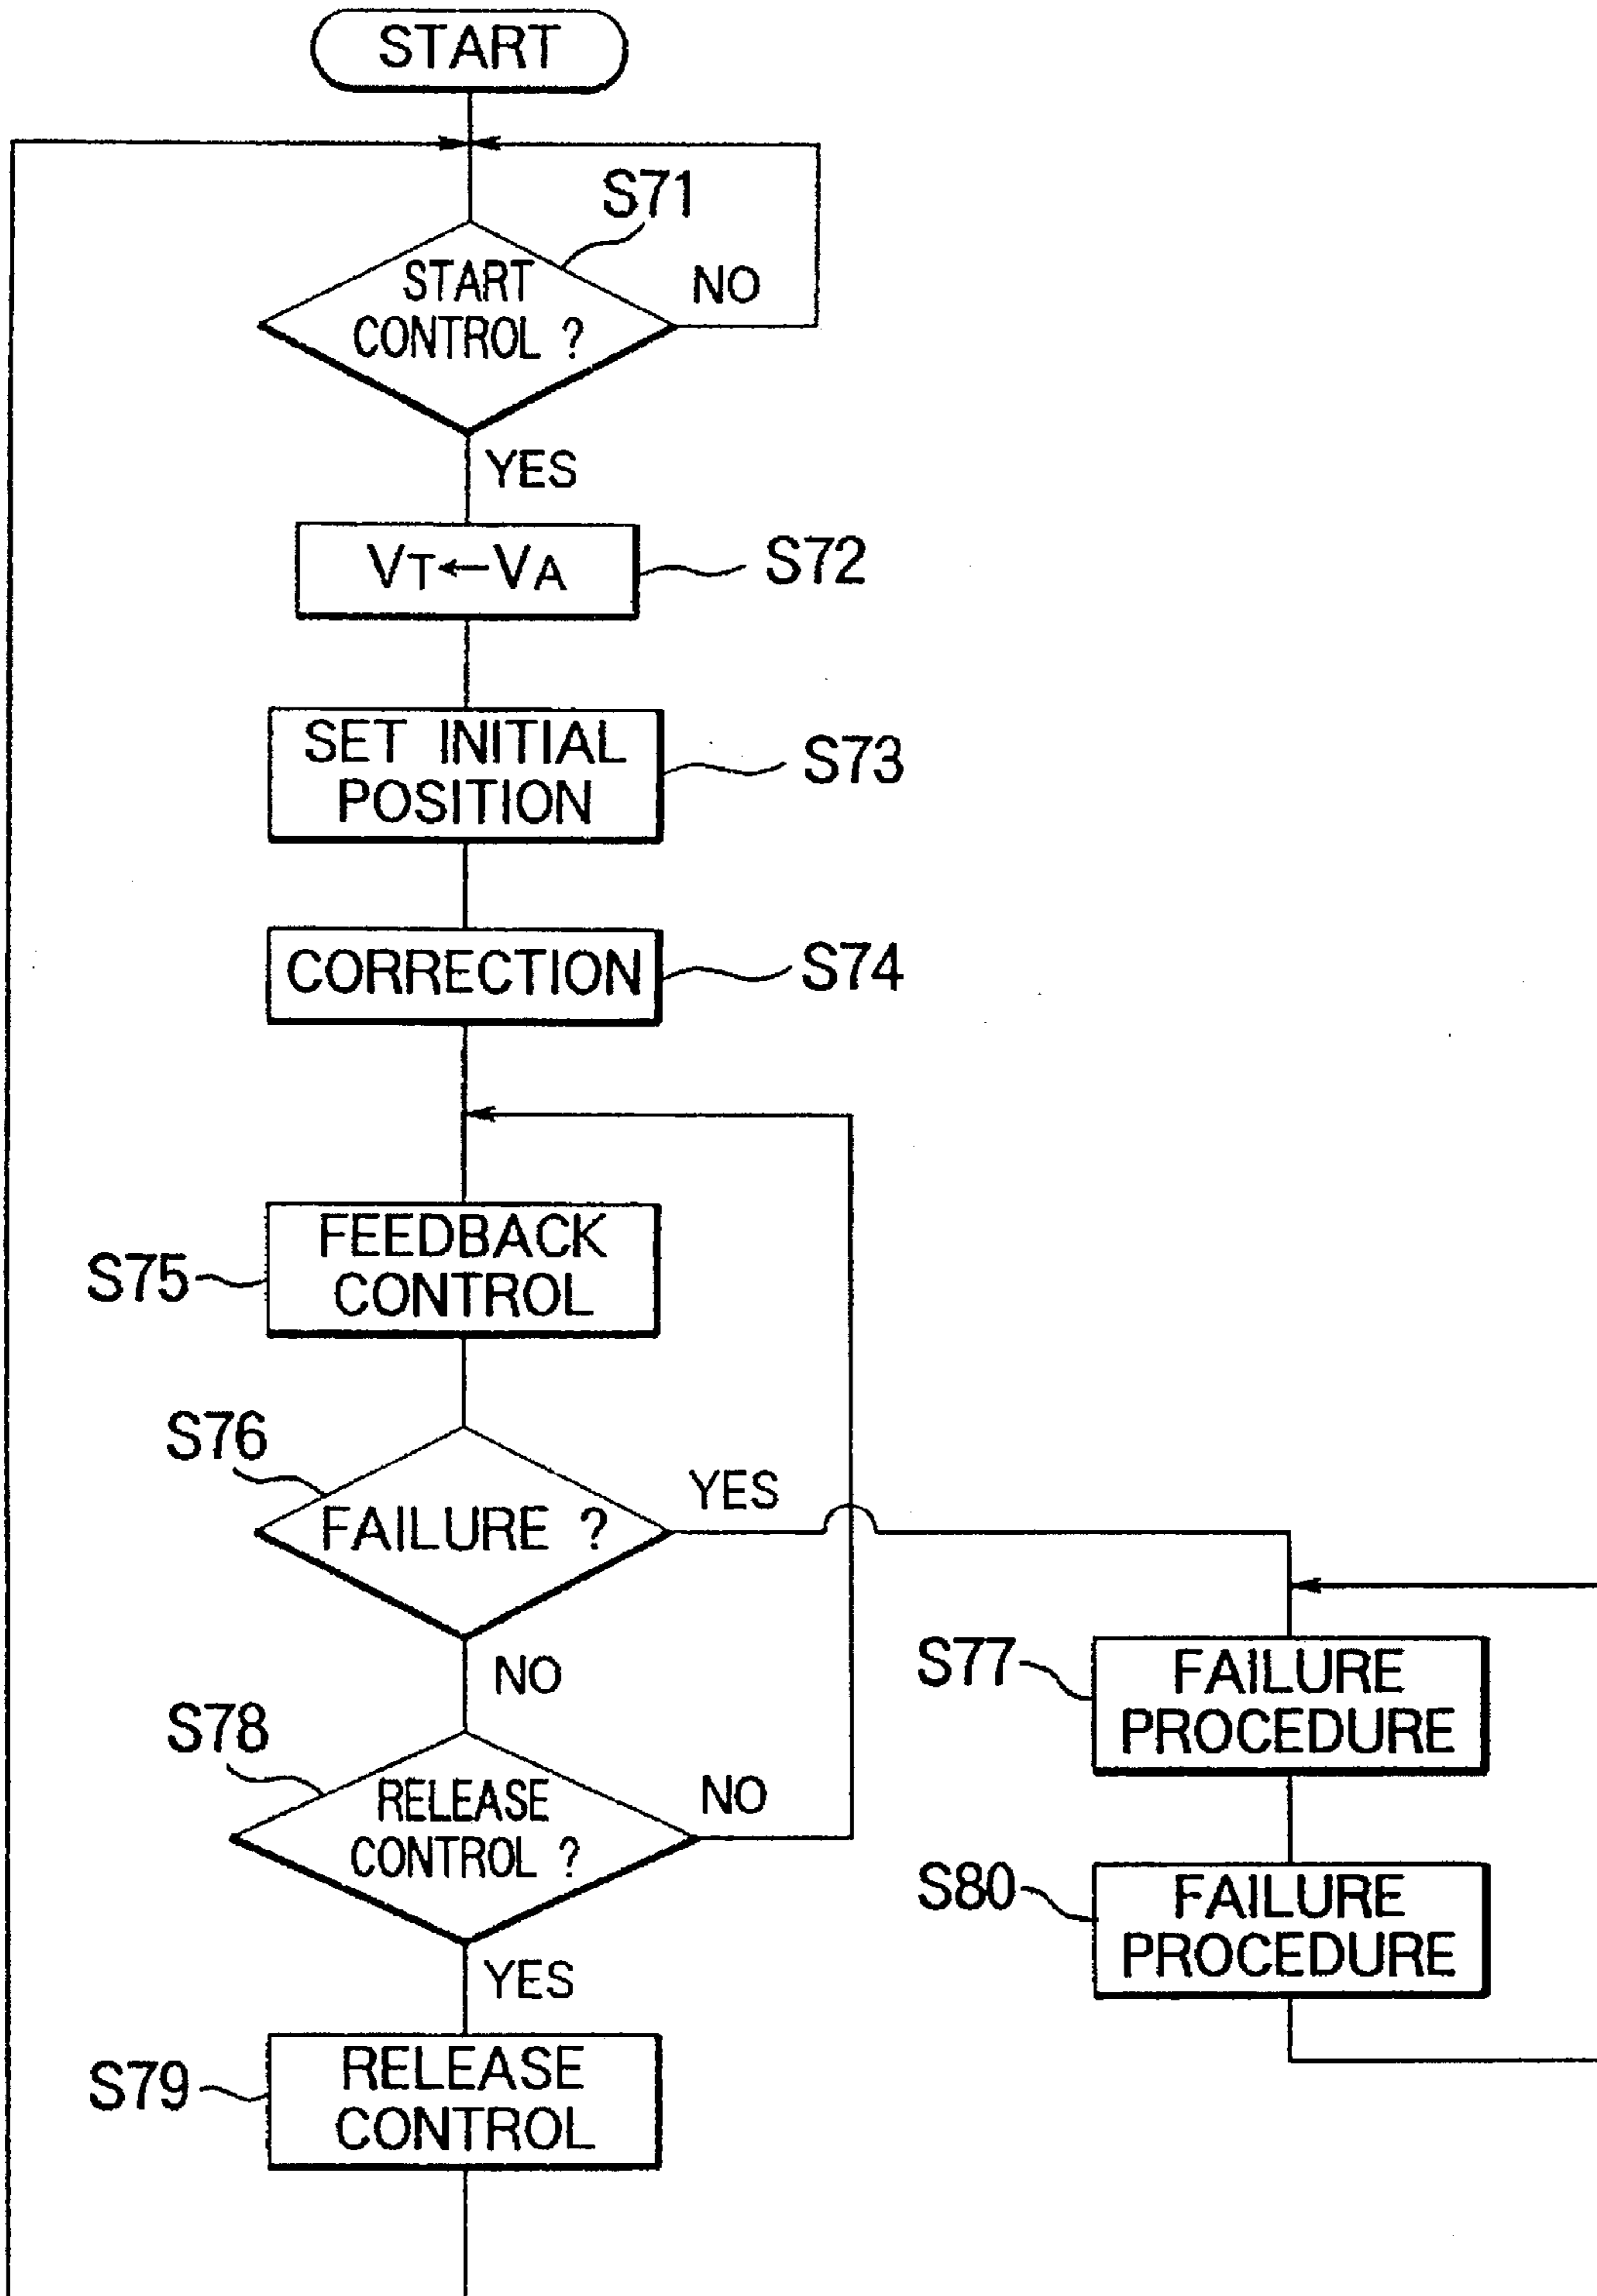 START
S71
START
CONTROL ?
NO
YES
VT←VA
S72
SET INITIAL
POSITION
S73
CORRECTION
S74
FEEDBACK
CONTROL
S75
S76
FAILURE ?
YES
NO
S77
FAILURE
PROCEDURE
S78
RELEASE
CONTROL ?
NO
S80
FAILURE
PROCEDURE
YES
S79
RELEASE
CONTROL